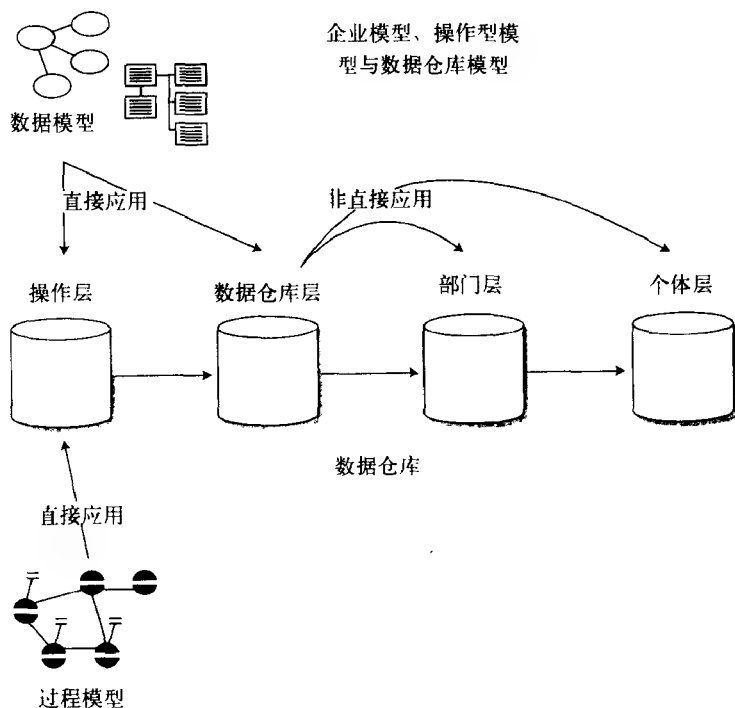 企业模型、操作型模
型与数据仓库模型
数据模型
直接应用
非直接应用
操作层
数据仓库层
部门层
个体层
数据仓库
直接应用
过程模型